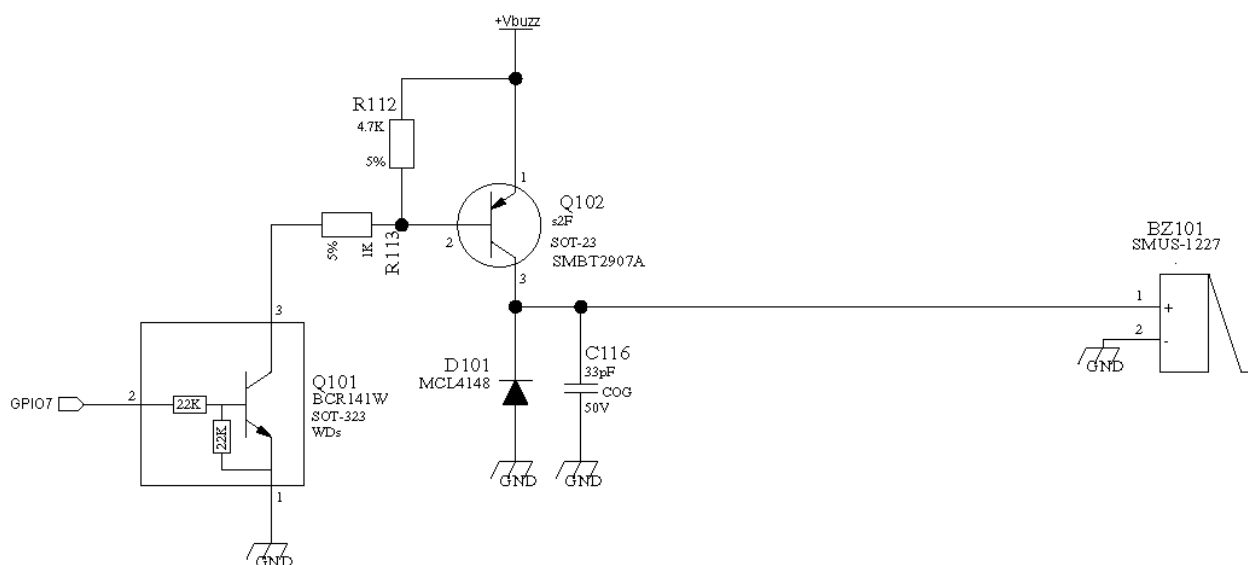 +Vbuzz
R112
4.7K
5%
1
Q102
s2F
2
SOT-23
SMBT2907A
5%
1K
R113
3
BZ101
SMUS-1227
1
+
2
-
GND
3
D101
MCL4148
C116
33pF
COG
50V
GND
GND
Q101
BCR141W
SOT-323
WDs
GPIO7
2
22K
22K
1
GND